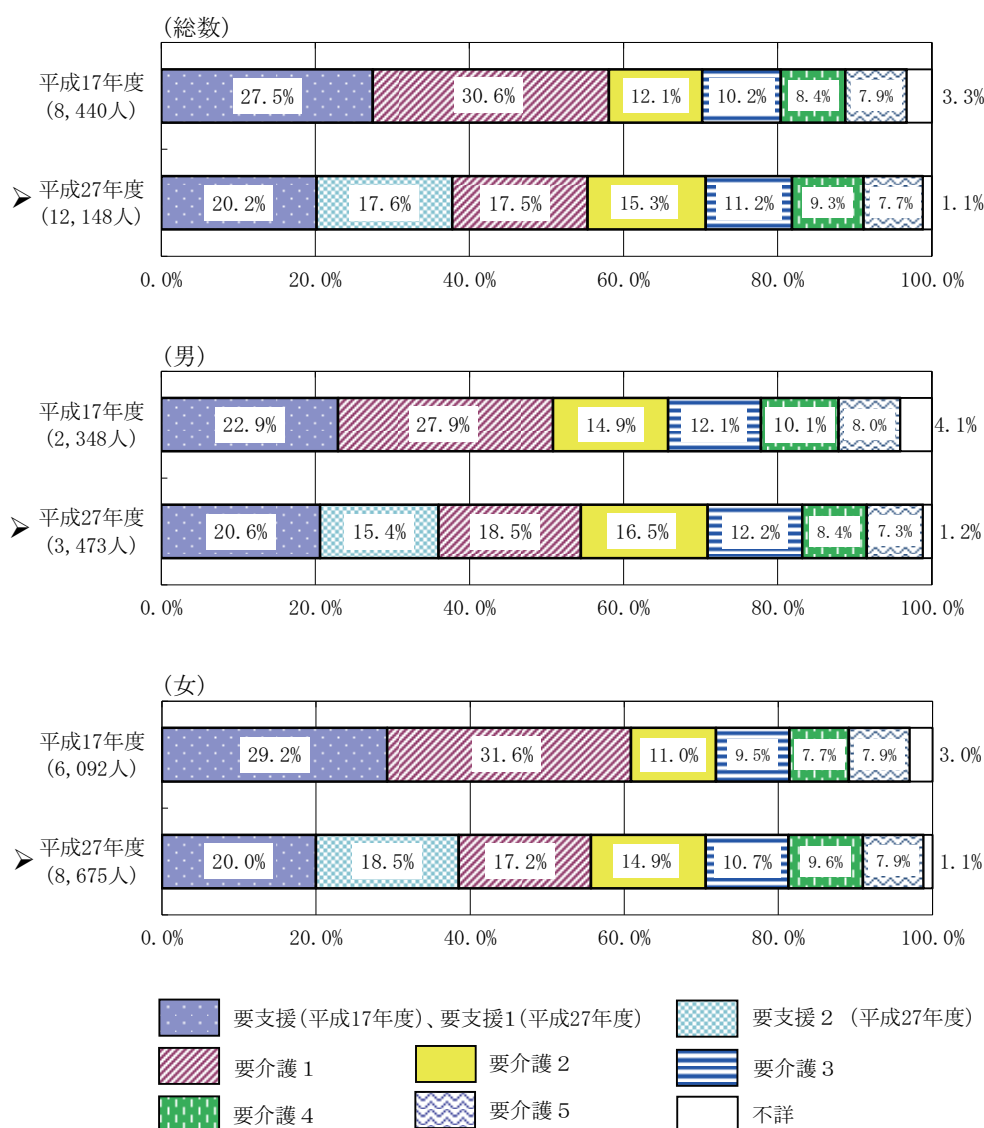 (総数)
平成17年度
(8,440人)
27.5% 30.6% 12.1% 10.2% 8.4% 7.9% 3.3%
➢ 平成27年度
(12,148人)
20.2% 17.6% 17.5% 15.3% 11.2% 9.3% 7.7% 1.1%
0.0% 20.0% 40.0% 60.0% 80.0% 100.0%
(男)
平成17年度
(2,348人)
22.9% 27.9% 14.9% 12.1% 10.1% 8.0% 4.1%
➢ 平成27年度
(3,473人)
20.6% 15.4% 18.5% 16.5% 12.2% 8.4% 7.3% 1.2%
0.0% 20.0% 40.0% 60.0% 80.0% 100.0%
(女)
平成17年度
(6,092人)
29.2% 31.6% 11.0% 9.5% 7.7% 7.9% 3.0%
➢ 平成27年度
(8,675人)
20.0% 18.5% 17.2% 14.9% 10.7% 9.6% 7.9% 1.1%
0.0% 20.0% 40.0% 60.0% 80.0% 100.0%
要支援(平成17年度)、要支援1(平成27年度) 要支援2 (平成27年度)
要介護1 要介護2 要介護3
要介護4 要介護5 不詳